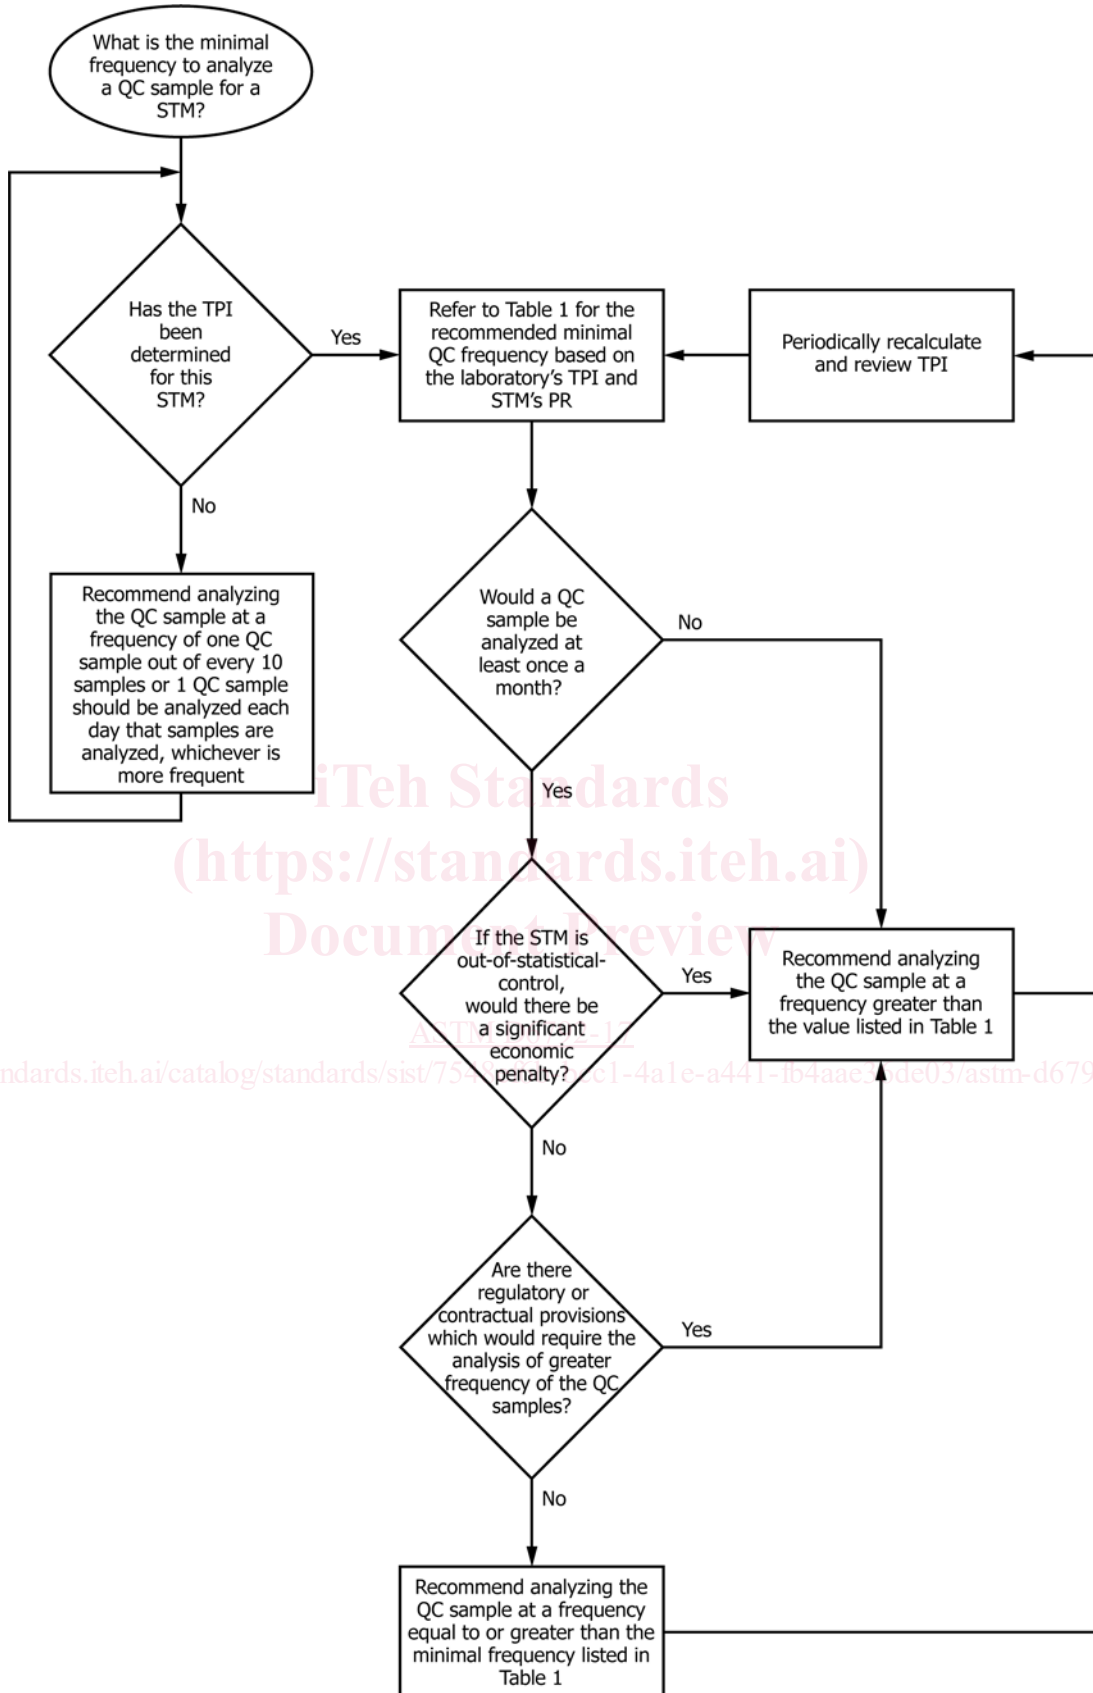 What is the minimal
frequency to analyze
a QC sample for a
STM?
Has the TPI
been
determined
for this
STM?
Yes
Refer to Table 1 for the
recommended minimal
QC frequency based on
the laboratory's TPI and
STM's PR
Periodically recalculate
and review TPI
No
Recommend analyzing
the QC sample at a
frequency of one QC
sample out of every 10
samples or 1 QC sample
should be analyzed each
day that samples are
analyzed, whichever is
more frequent
Would a QC
sample be
analyzed at
least once a
month?
No
Yes
iTeh Standards
(https://standards.iteh.ai)
Document Preview
If the STM is
out-of-statistical-
control,
would there be
a significant
economic
penalty?
Yes
Recommend analyzing
the QC sample at a
frequency greater than
the value listed in Table 1
No
Are there
regulatory or
contractual provisions
which would require the
analysis of greater
frequency of the QC
samples?
Yes
No
Recommend analyzing the
QC sample at a frequency
equal to or greater than the
minimal frequency listed in
Table 1